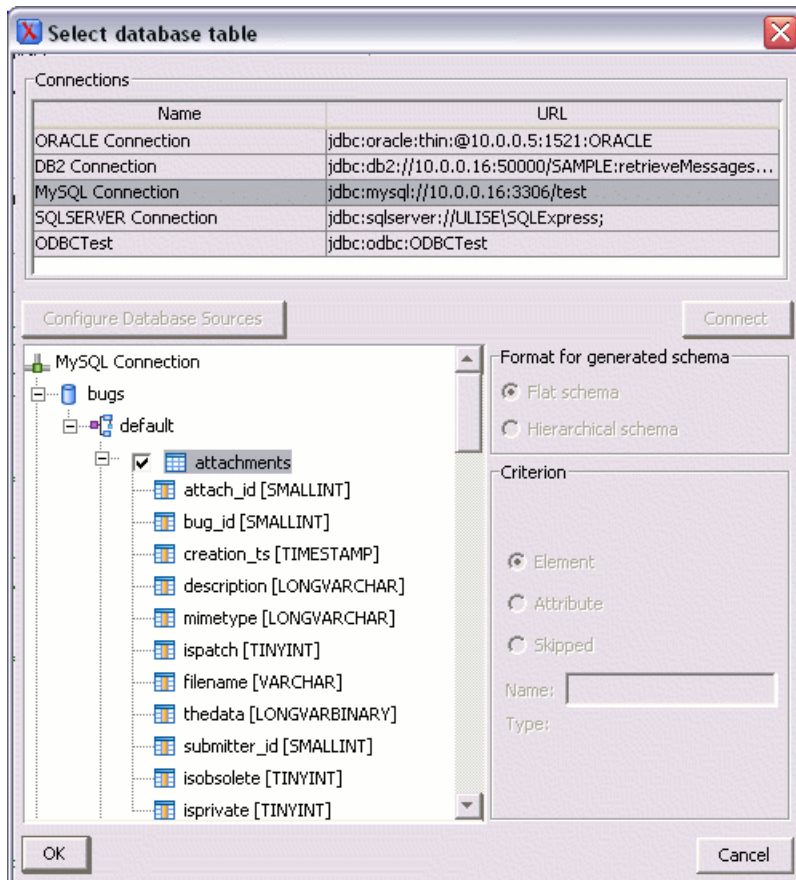 Select database table
Connections
Name URL
ORACLE Connection jdbc:oracle:thin:@10.0.0.5:1521:ORACLE
DB2 Connection jdbc:db2://10.0.0.16:50000/SAMPLE:retrieveMessages...
MySQL Connection jdbc:mysql://10.0.0.16:3306/test
SQLSERVER Connection jdbc:sqlserver://ULISE\SQLExpress;
ODBCTest jdbc:odbc:ODBCTest
Configure Database Sources Connect
MySQL Connection
bugs
default
attachments
attach_id [SMALLINT]
bug_id [SMALLINT]
creation_ts [TIMESTAMP]
description [LONGVARCHAR]
mimetype [LONGVARCHAR]
ispatch [TINYINT]
filename [VARCHAR]
thedata [LONGVARBINARY]
submitter_id [SMALLINT]
isobsolete [TINYINT]
isprivate [TINYINT]
Format for generated schema
Flat schema
Hierarchical schema
Criterion
Element
Attribute
Skipped
Name:
Type:
OK Cancel